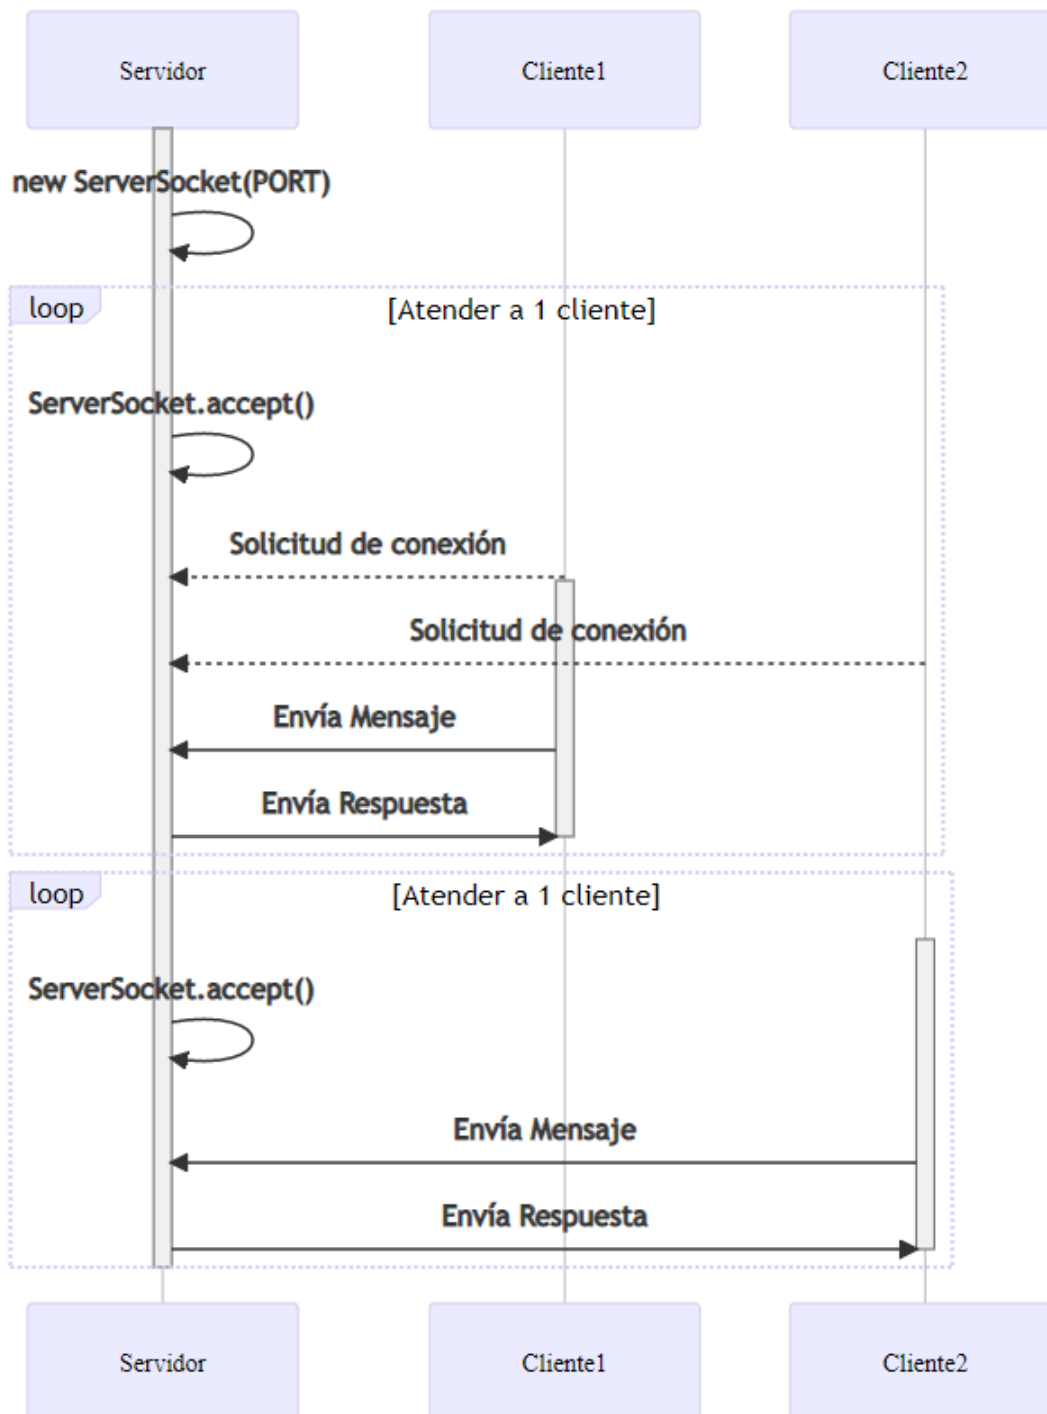 Servidor
Cliente1
Cliente2
new ServerSocket(PORT)
loop
[Atender a 1 cliente]
ServerSocket.accept()
Solicitud de conexión
Solicitud de conexión
Envía Mensaje
Envía Respuesta
loop
[Atender a 1 cliente]
ServerSocket.accept()
Envía Mensaje
Envía Respuesta
Servidor
Cliente1
Cliente2